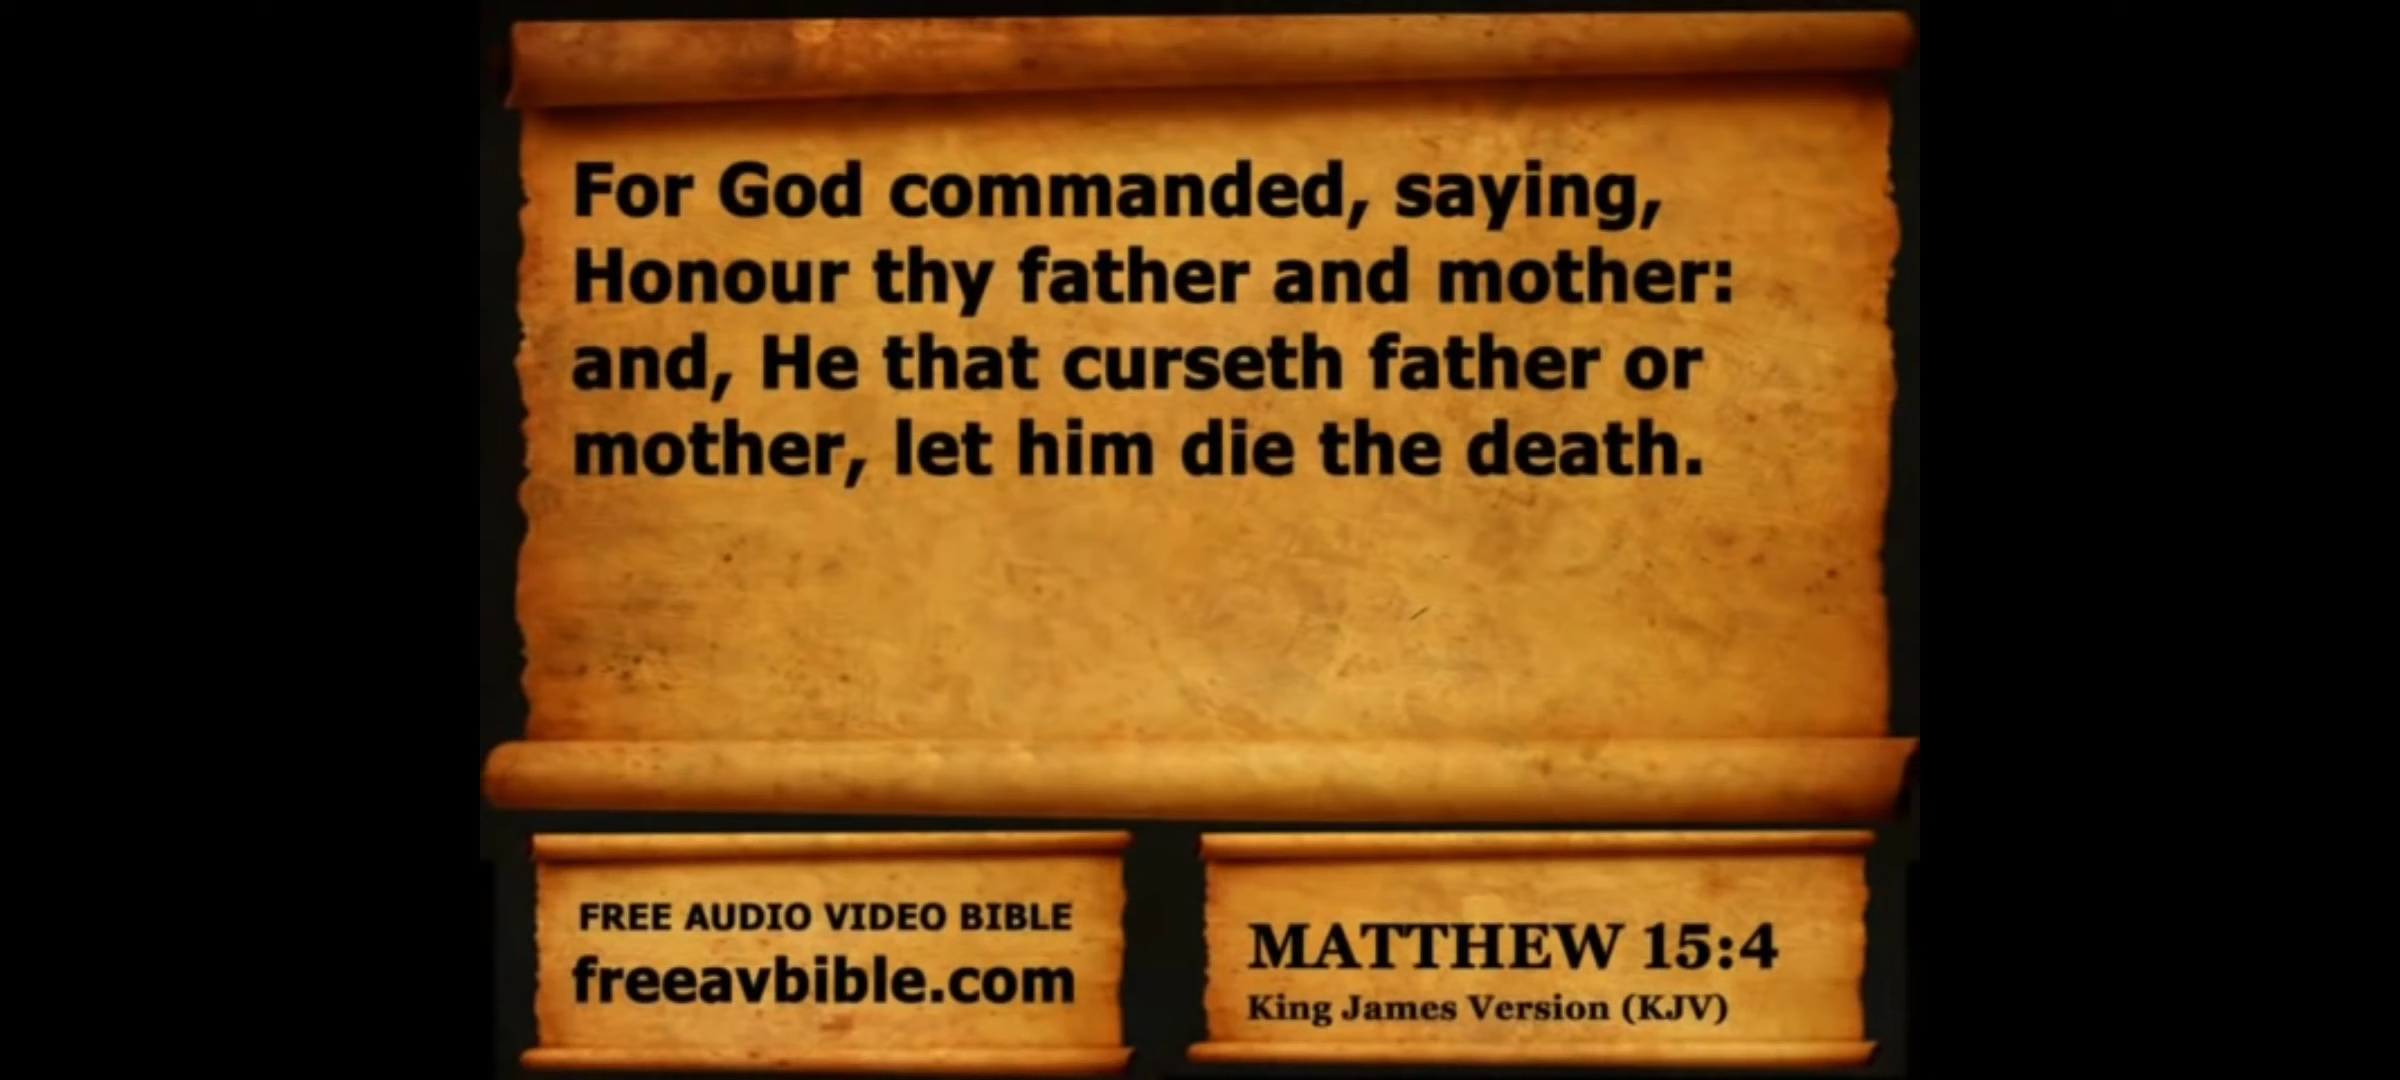 For God commanded, saying,
Honour thy father and mother:
and, He that curseth father or
mother, let him die the death.
FREE AUDIO VIDEO BIBLE
freeavbible.com
MATTHEW 15:4
King James Version (KJV)